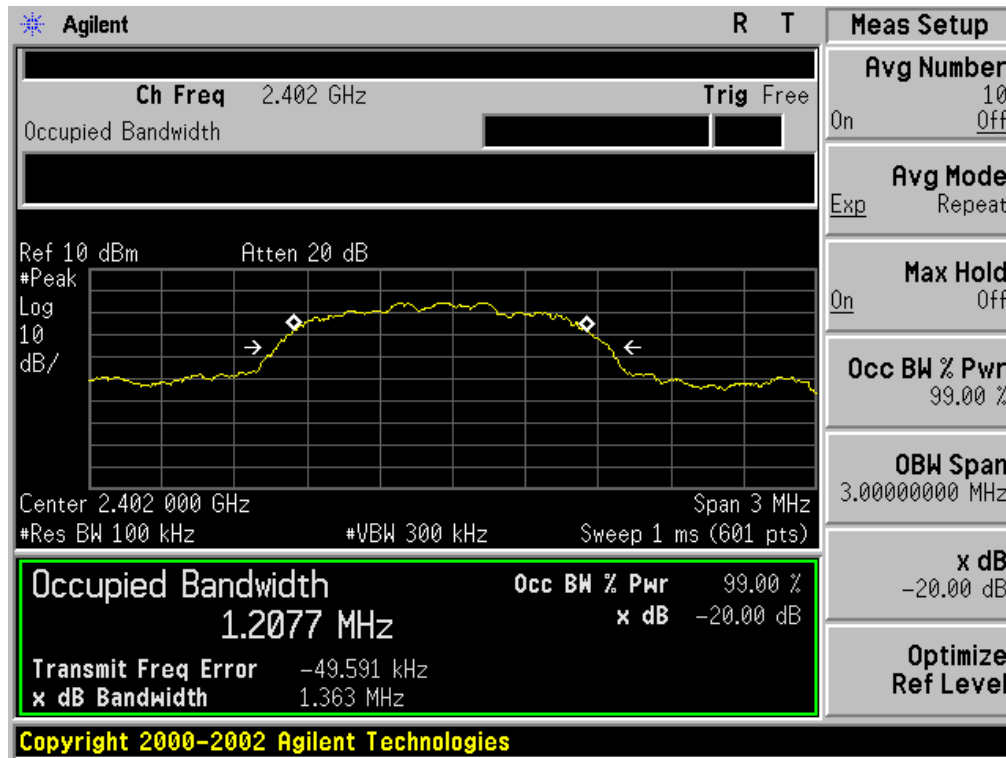 Agilent R T
Ch Freq 2.402 GHz Trig Free
Occupied Bandwidth
Ref 10 dBm Atten 20 dB
#Peak
Log
10
dB/
Center 2.402 000 GHz Span 3 MHz
#Res BW 100 kHz #VBW 300 kHz Sweep 1 ms (601 pts)
Occupied Bandwidth Occ BW % Pwr 99.00 %
1.2077 MHz x dB -20.00 dB
Transmit Freq Error -49.591 kHz
x dB Bandwidth 1.363 MHz
Copyright 2000-2002 Agilent Technologies
Meas Setup
Avg Number
10
On Off
Avg Mode
Exp Repeat
Max Hold
On Off
Occ BW % Pwr
99.00 %
OBW Span
3.00000000 MHz
x dB
-20.00 dB
Optimize
Ref Level